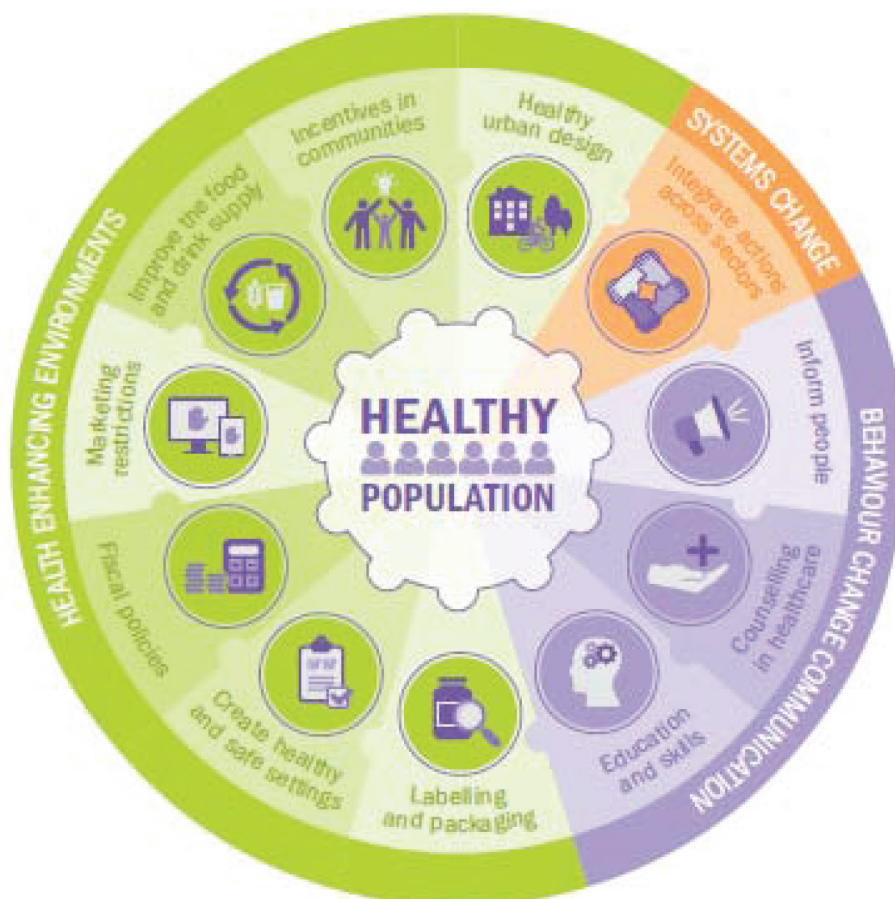 HEALTHY
POPULATION
HEALTH ENHANCING ENVIRONMENTS
SYSTEMS CHANGE
BEHAVIOUR CHANGE COMMUNICATION
Healthy
urban design
Integrate actions
across sectors
Inform people
Counselling
in healthcare
Education
and skills
Labelling
and packaging
Create healthy
and safe settings
Fiscal policies
Marketing
restrictions
Improve the food
and drink supply
Incentives in
communities